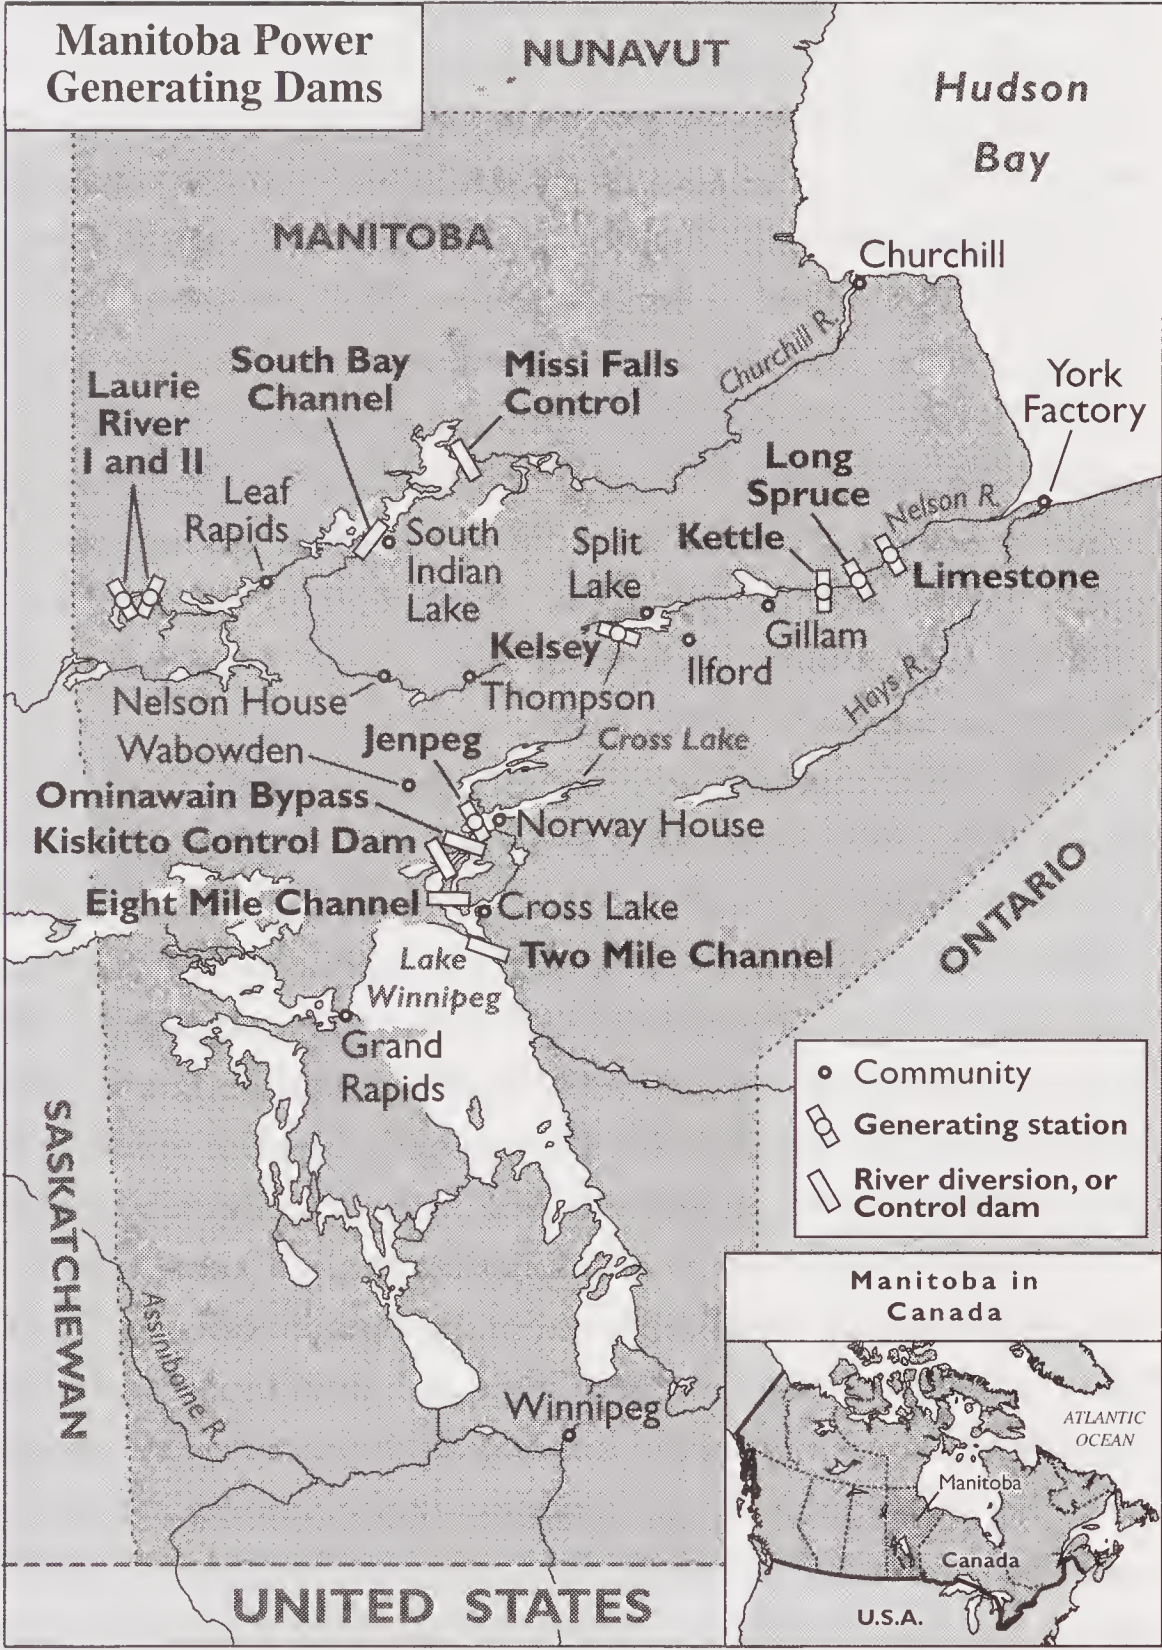 Manitoba Power
Generating Dams
NUNAVUT
Hudson
Bay
MANITOBA
Churchill
Churchill R.
South Bay
Channel
Missi Falls
Control
Laurie
River
I and II
York
Factory
Long
Spruce
Leaf
Rapids
Nelson R.
South
Indian
Lake
Split
Lake
Kettle
Limestone
Kelsey
Gillam
Ilford
Hays R.
Nelson House
Thompson
Wabowden
Jenpeg
Cross Lake
Ominawain Bypass
Kiskitto Control Dam
Norway House
Eight Mile Channel
Cross Lake
Two Mile Channel
Lake
Winnipeg
ONTARIO
Grand
Rapids
Community
Generating station
River diversion, or
Control dam
SASKATCHEWAN
Assiniboine R.
Winnipeg
UNITED STATES
Manitoba in
Canada
ATLANTIC
OCEAN
Manitoba
Canada
U.S.A.